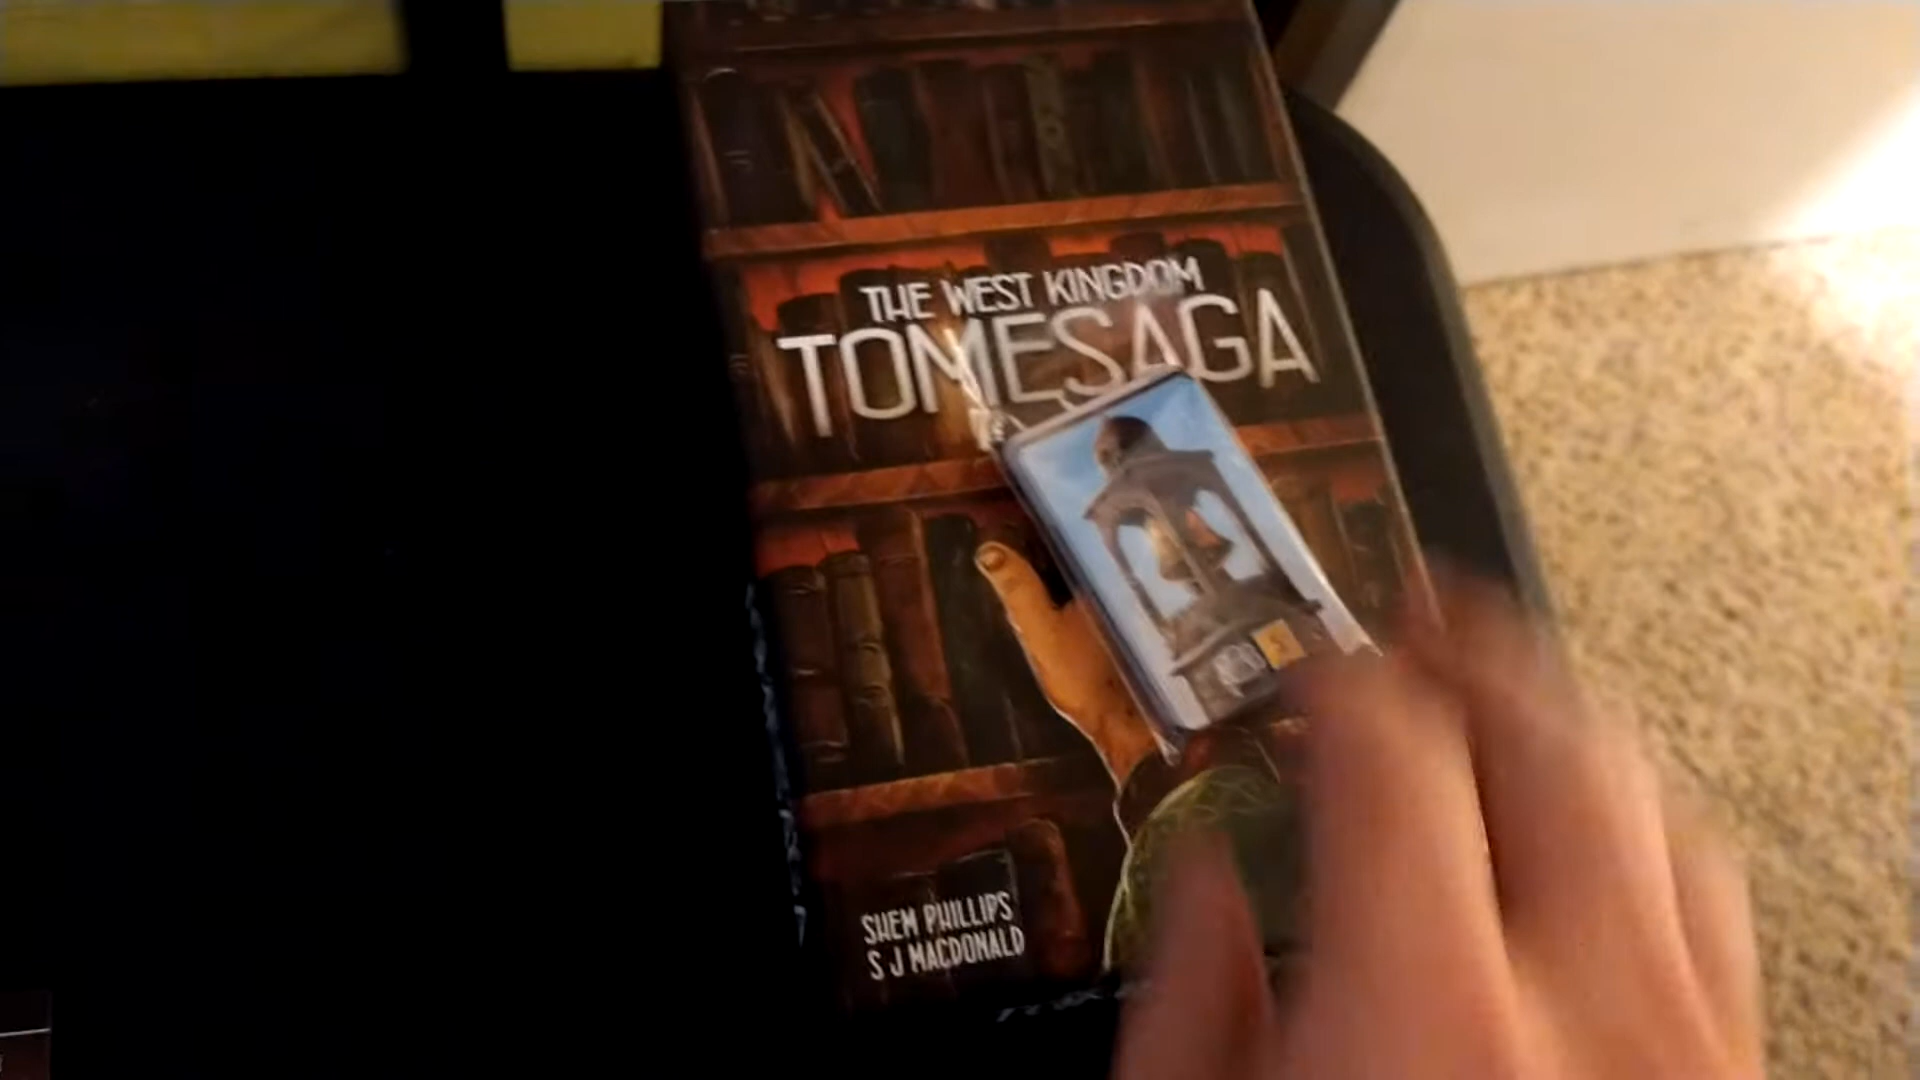 THE WEST KINGDOM
TOMESAGA
SHEM PHILLIPS
S J MACDONALD